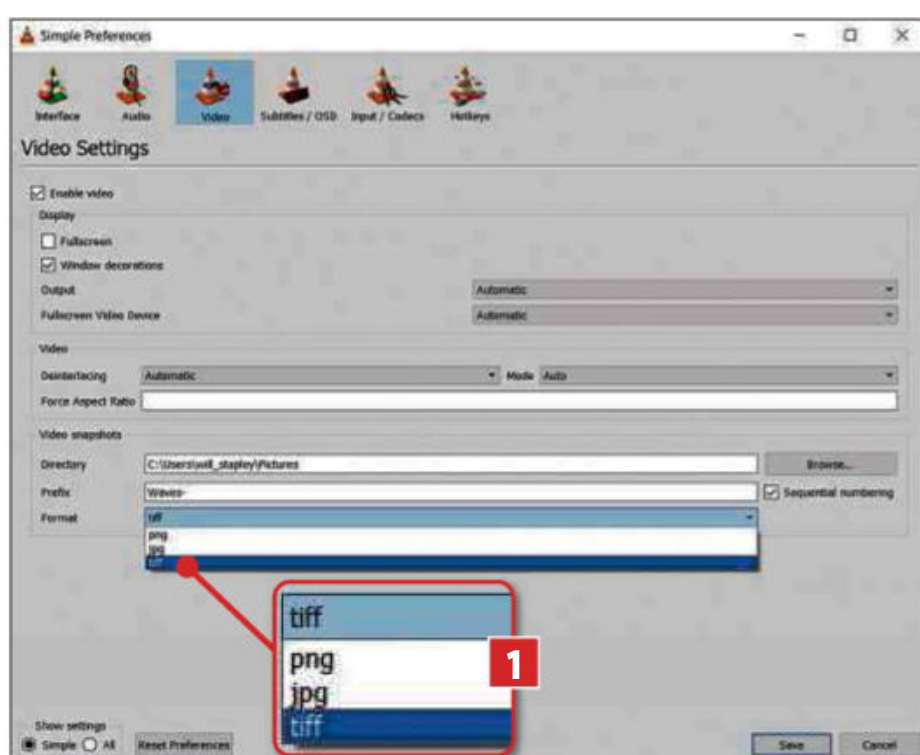 Simple Preferences
Interface Audio Video Subtitles / OSD Input / Codecs Hotkeys
Video Settings
Enable video
Display
Fullscreen
Window decorations
Output Automatic
Fullscreen Video Device Automatic
Video
Deinterlacing Automatic Mode Auto
Force Aspect Ratio
Video snapshots
Directory C:\Users\will_stapley\Pictures Browse...
Prefix Waves- Sequential numbering
Format tiff
png
jpg
tiff
tiff
png
jpg
tiff
1
Show settings
Simple All Reset Preferences Save Cancel